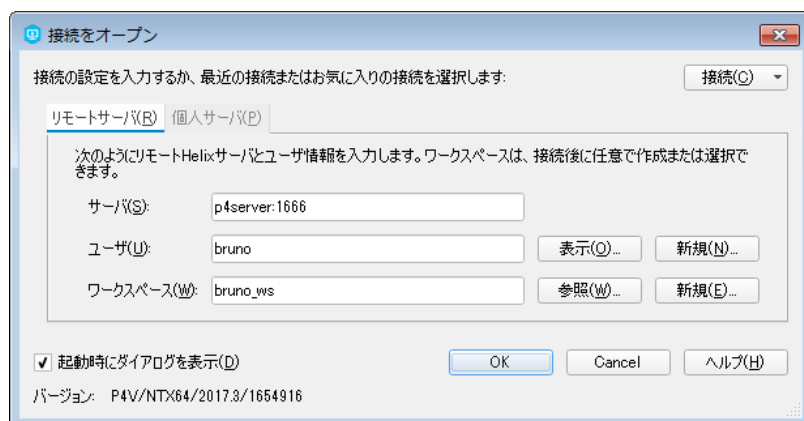 接続をオープン
接続の設定を入力するか、最近の接続またはお気に入りの接続を選択します:
接続(C)
リモートサーバ(R) 個人サーバ(P)
次のようにリモートHelixサーバとユーザ情報を入力します。ワークスペースは、接続後に任意で作成または選択で
きます。
サーバ(S): p4server:1666
ユーザ(U): bruno 表示(O)... 新規(N)...
ワークスペース(W): bruno_ws 参照(W)... 新規(E)...
起動時にダイアログを表示(D) OK Cancel ヘルプ(H)
バージョン: P4V/NTX64/2017.3/1654916